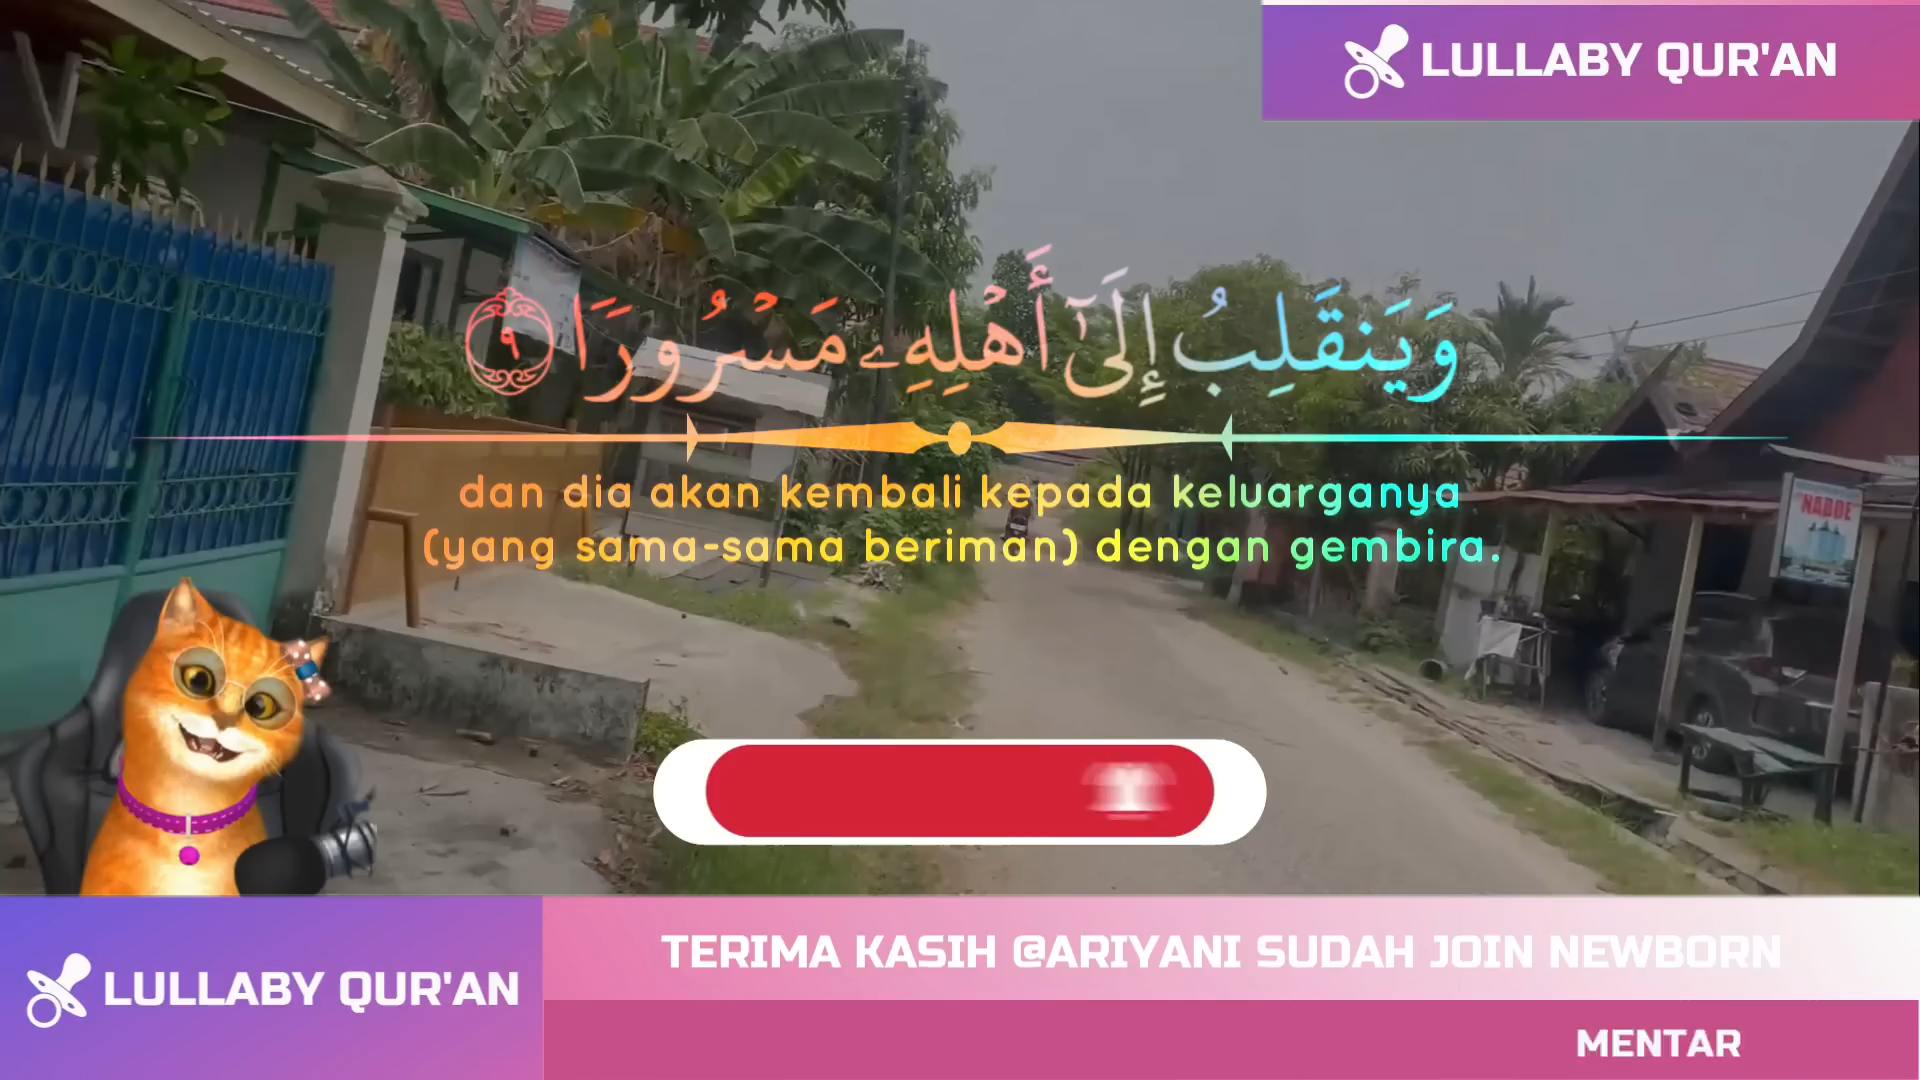 LULLABY QUR'AN
وَيَنقَلِبُ إِلَىٰٓ أَهْلِهِۦ مَسْرُورًا ٩
dan dia akan kembali kepada keluarganya
(yang sama-sama beriman) dengan gembira.
NABDE
TERIMA KASIH @ARIYANI SUDAH JOIN NEWBORN
LULLABY QUR'AN
MENTAR